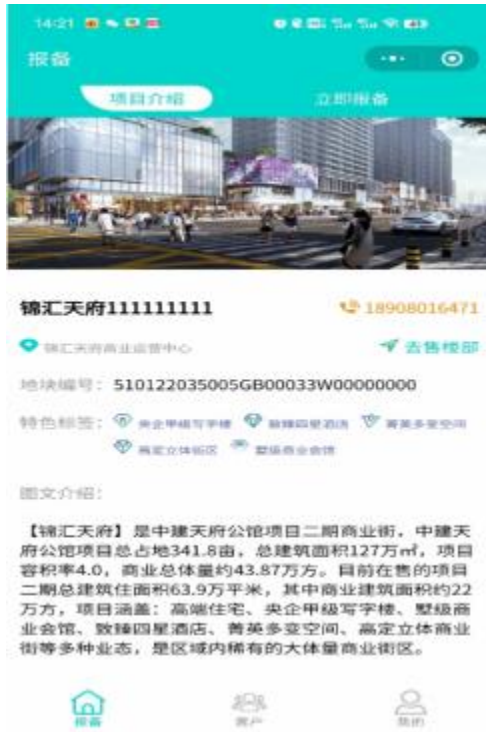 14:21
报备
项目介绍 立即报备
锦汇天府111111111 18908016471
锦汇天府商业运营中心 去售楼部
地块编号： 510122035005GB00033W00000000
特色标签： 央企甲级写字楼 致臻四星酒店 菁英多变空间
高定立体街区 墅级商业会馆
图文介绍：
【锦汇天府】是中建天府公馆项目二期商业街，中建天
府公馆项目总占地341.8亩，总建筑面积127万㎡，项目
容积率4.0，商业总体量约43.87万方。目前在售的项目
二期总建筑住面积63.9万平米，其中商业建筑面积约22
万方，项目涵盖：高端住宅、央企甲级写字楼、墅级商
业会馆、致臻四星酒店、菁英多变空间、高定立体商业
街等多种业态，是区域内稀有的大体量商业街区。
报备 客户 我的